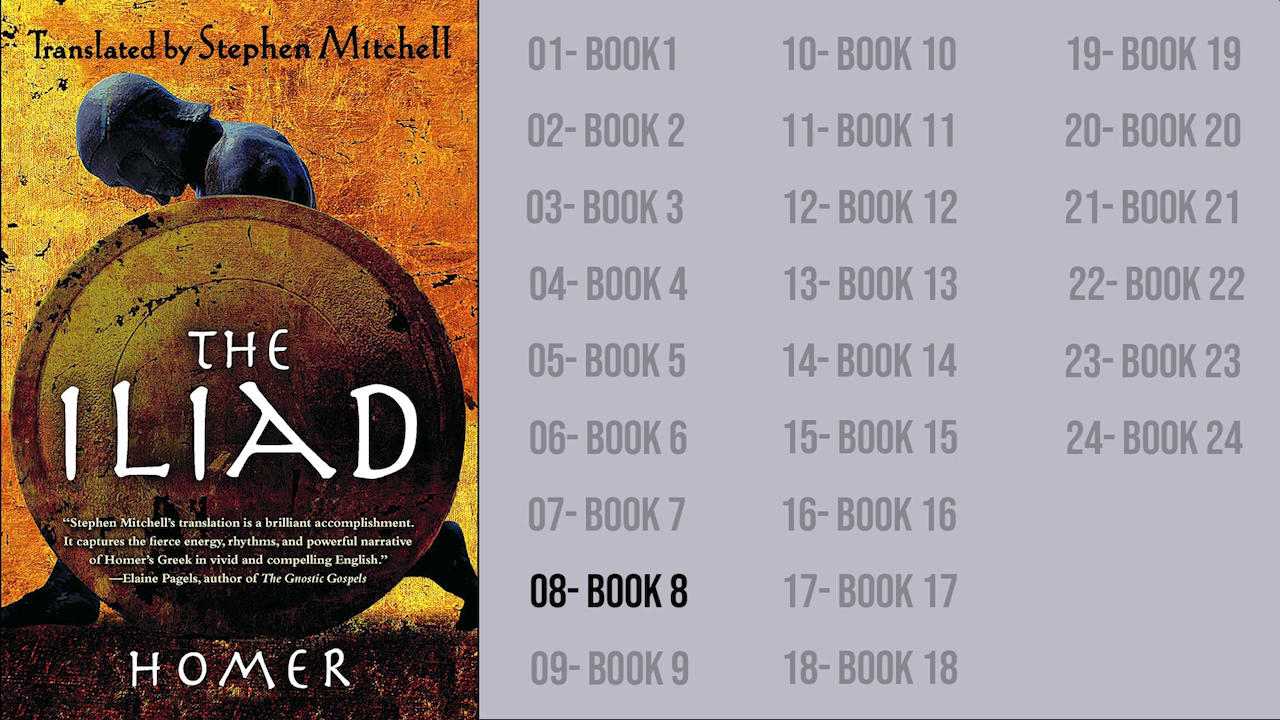 Translated by Stephen Mitchell
THE
ILIAD
“Stephen Mitchell’s translation is a brilliant accomplishment.
It captures the fierce energy, rhythms, and powerful narrative
of Homer’s Greek in vivid and compelling English.”
—Elaine Pagels, author of The Gnostic Gospels
HOMER
01- BOOK1
02- BOOK 2
03- BOOK 3
04- BOOK 4
05- BOOK 5
06- BOOK 6
07- BOOK 7
08- BOOK 8
09- BOOK 9
10- BOOK 10
11- BOOK 11
12- BOOK 12
13- BOOK 13
14- BOOK 14
15- BOOK 15
16- BOOK 16
17- BOOK 17
18- BOOK 18
19- BOOK 19
20- BOOK 20
21- BOOK 21
22- BOOK 22
23- BOOK 23
24- BOOK 24